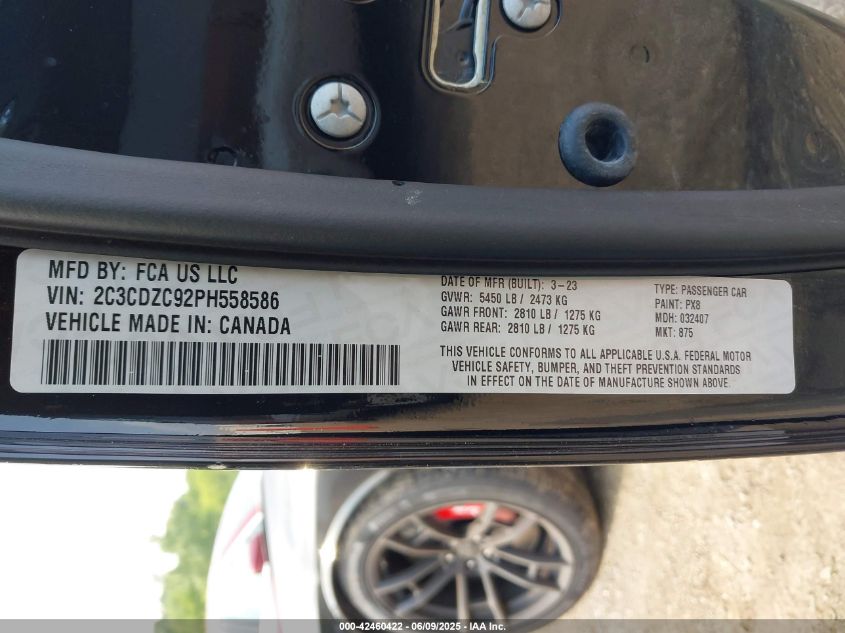 MFD BY: FCA US LLC
VIN: 2C3CDZC92PH558586
VEHICLE MADE IN: CANADA
DATE OF MFR (BUILT): 3-23
GVWR: 5450 LB / 2473 KG
GAWR FRONT: 2810 LB / 1275 KG
GAWR REAR: 2810 LB / 1275 KG
TYPE: PASSENGER CAR
PAINT: PX8
MDH: 032407
MKT: 875
THIS VEHICLE CONFORMS TO ALL APPLICABLE U.S.A. FEDERAL MOTOR
VEHICLE SAFETY, BUMPER, AND THEFT PREVENTION STANDARDS
IN EFFECT ON THE DATE OF MANUFACTURE SHOWN ABOVE.
000-42460422 - 06/09/2025 - IAA Inc.